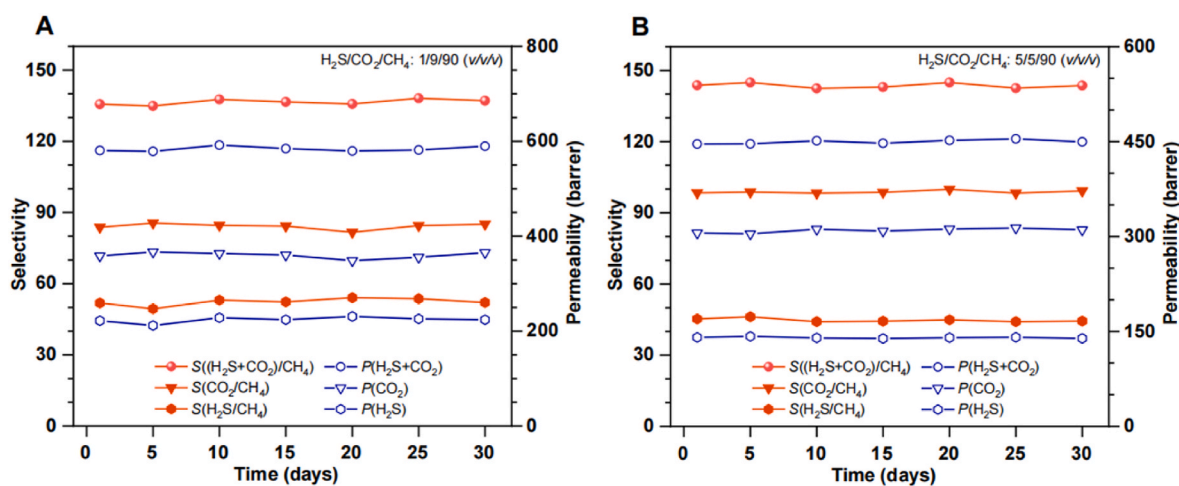 A
H₂S/CO₂/CH₄: 1/9/90 (v/v/v)
Selectivity
150
120
90
60
30
0
800
600
400
200
0
Permeability (barrer)
S((H₂S+CO₂)/CH₄)
P(H₂S+CO₂)
S(CO₂/CH₄)
P(CO₂)
S(H₂S/CH₄)
P(H₂S)
0 5 10 15 20 25 30
Time (days)
B
H₂S/CO₂/CH₄: 5/5/90 (v/v/v)
Selectivity
150
120
90
60
30
0
600
450
300
150
0
Permeability (barrer)
S((H₂S+CO₂)/CH₄)
P(H₂S+CO₂)
S(CO₂/CH₄)
P(CO₂)
S(H₂S/CH₄)
P(H₂S)
0 5 10 15 20 25 30
Time (days)